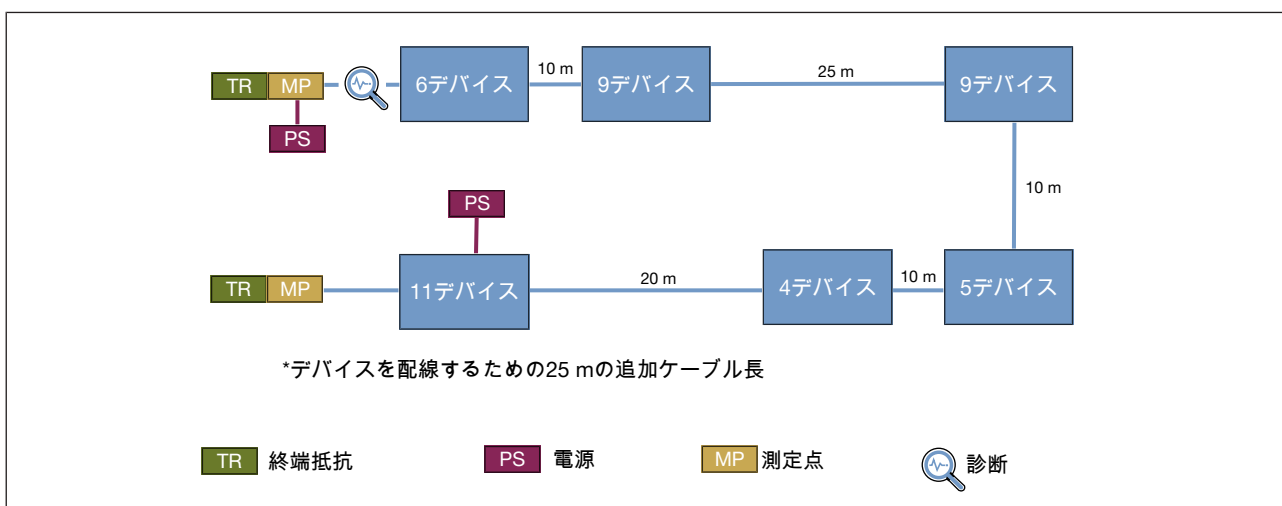 TR MP 6デバイス 10 m 9デバイス 25 m 9デバイス
PS
10 m
PS
TR MP 11デバイス 20 m 4デバイス 10 m 5デバイス
*デバイスを配線するための25 mの追加ケーブル長
TR 終端抵抗 PS 電源 MP 測定点 診断